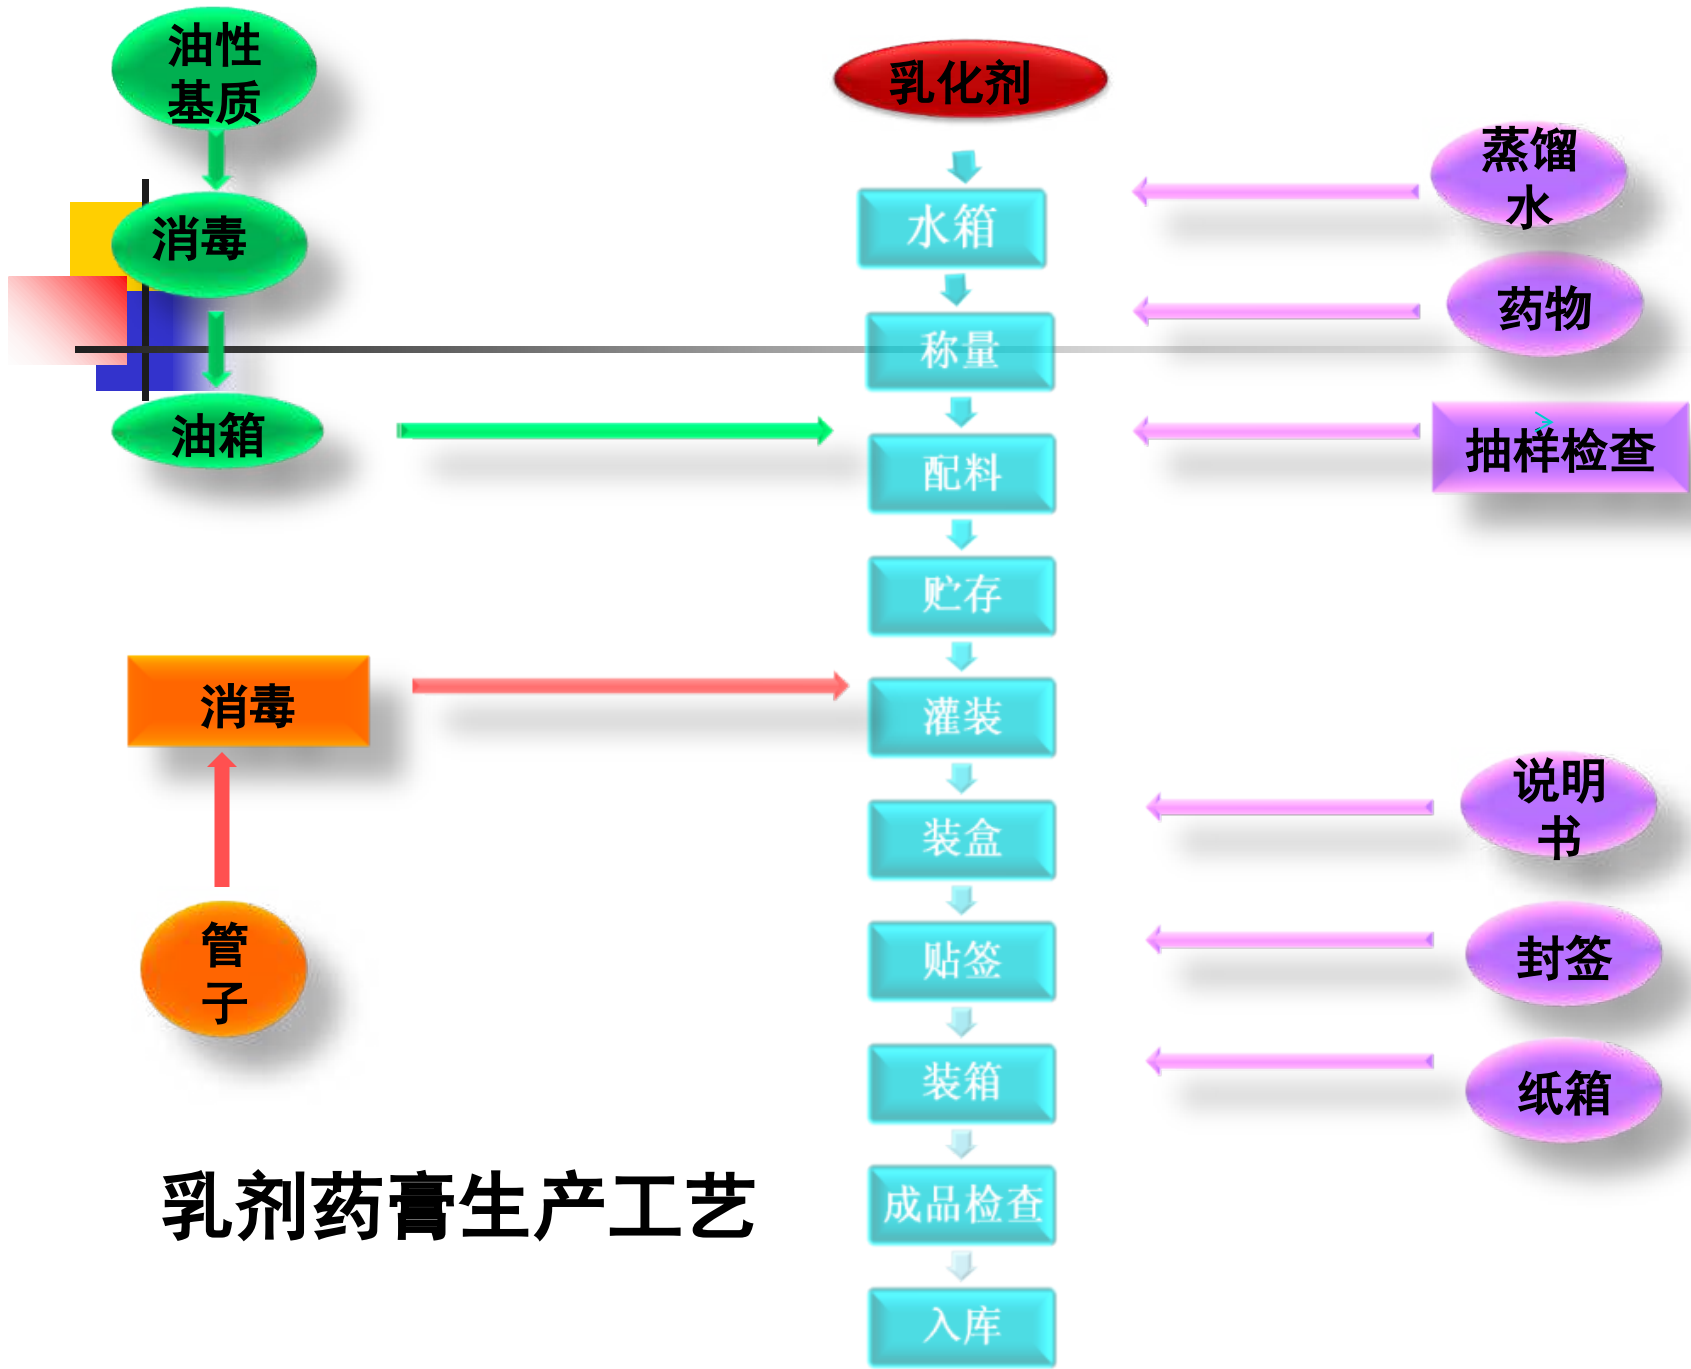 油性
基质
消毒
油箱
乳化剂
水箱
称量
配料
贮存
灌装
装盒
贴签
装箱
成品检查
入库
蒸馏
水
药物
>
抽样检查
消毒
管
子
说明
书
封签
纸箱
乳剂药膏生产工艺